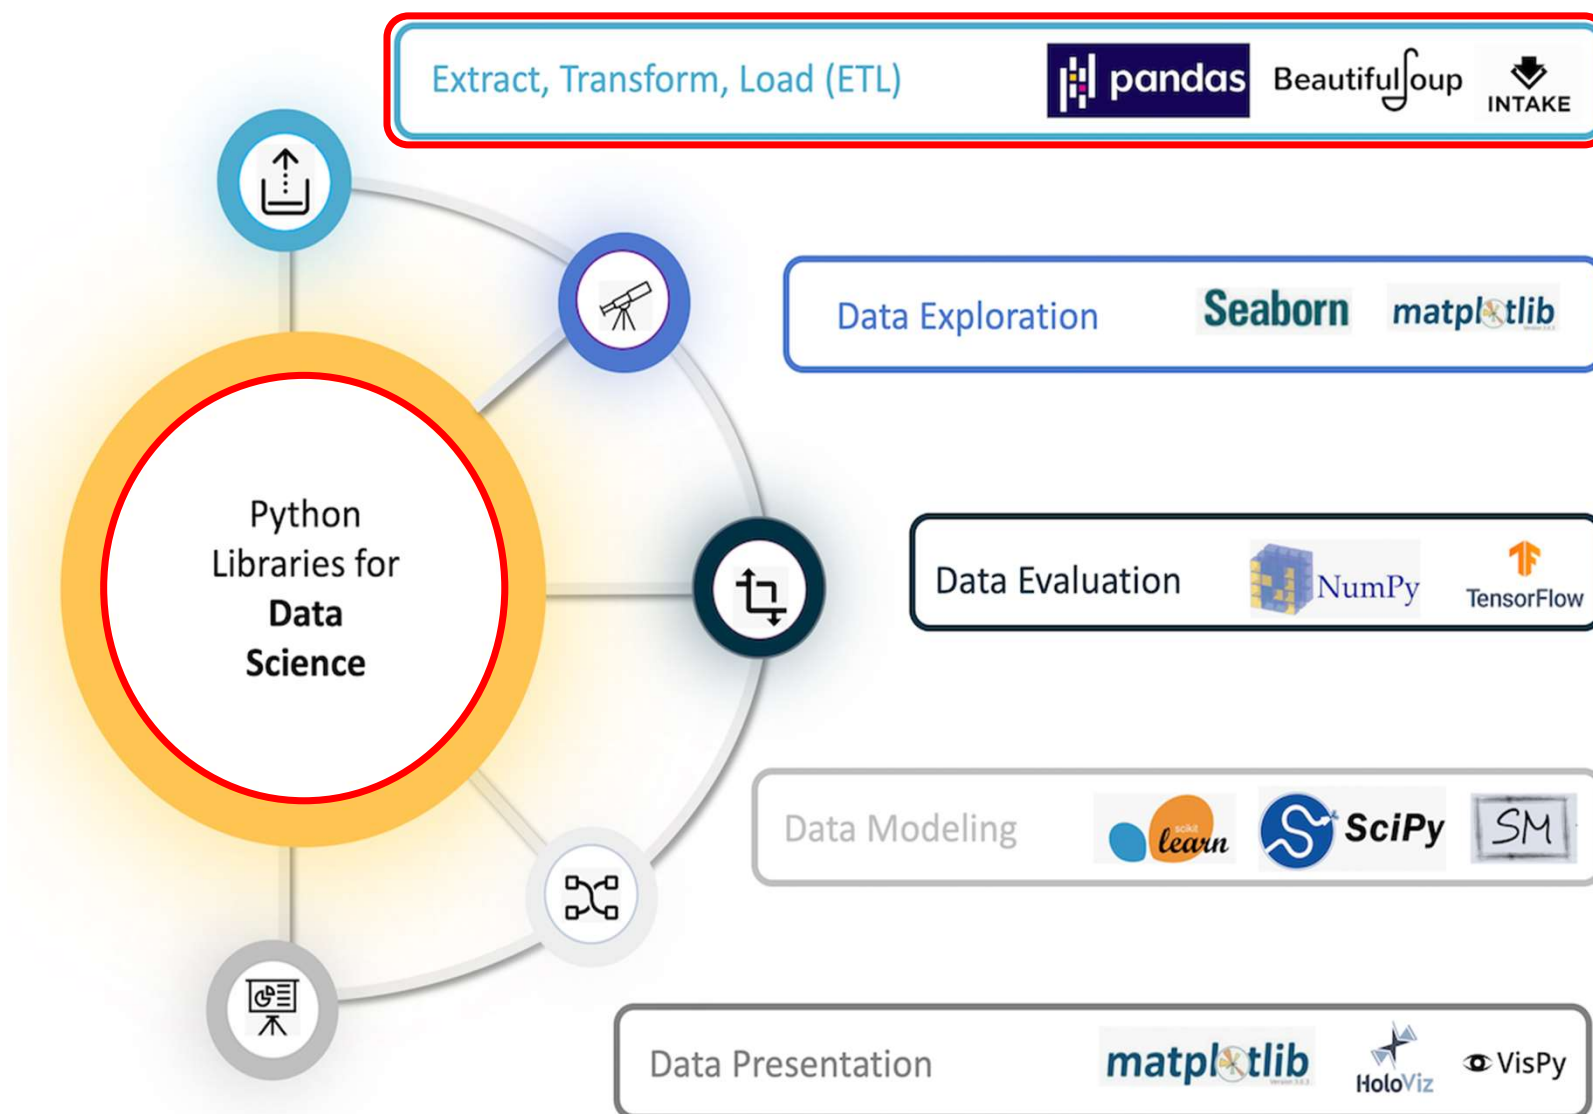 Extract, Transform, Load (ETL)
pandas
BeautifulSoup
INTAKE
Data Exploration
Seaborn
matplotlib
Python
Libraries for
Data
Science
Data Evaluation
NumPy
TensorFlow
Data Modeling
scikit
learn
SciPy
SM
Data Presentation
matplotlib
HoloViz
VisPy